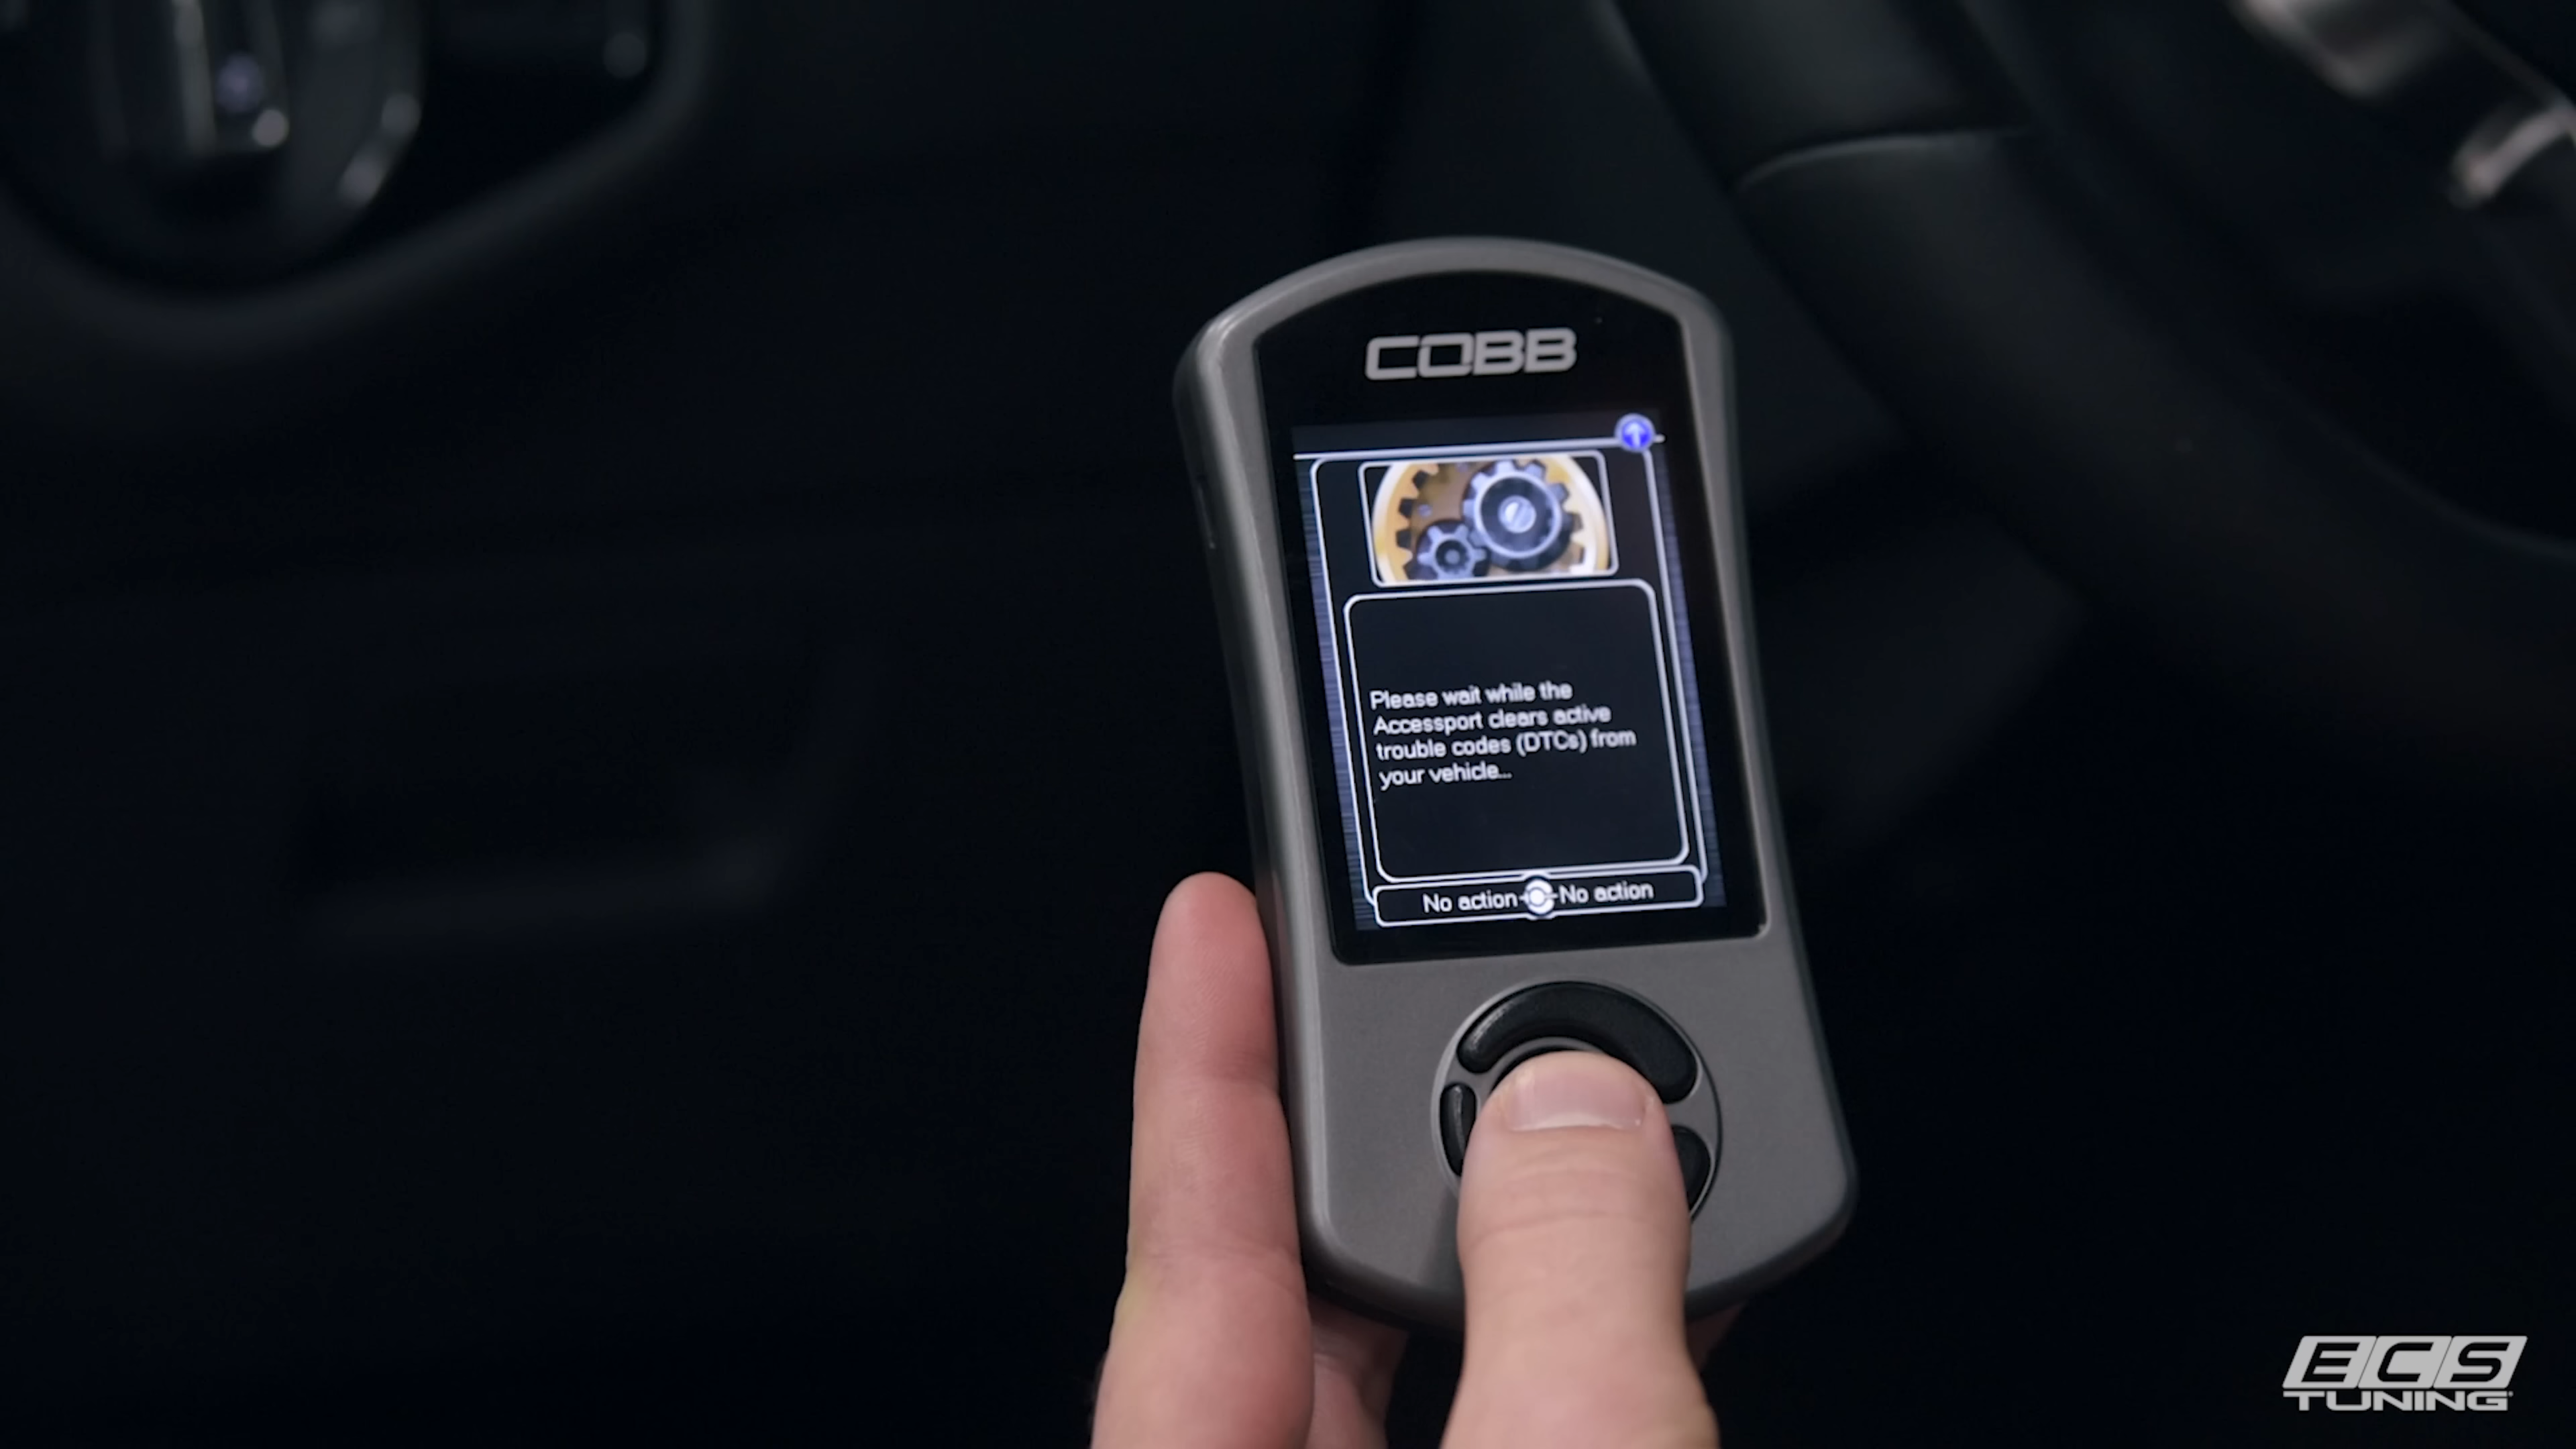 COBB
Please wait while the
Accessport clears active
trouble codes (DTCs) from
your vehicle...
No action No action
ECS
TUNING